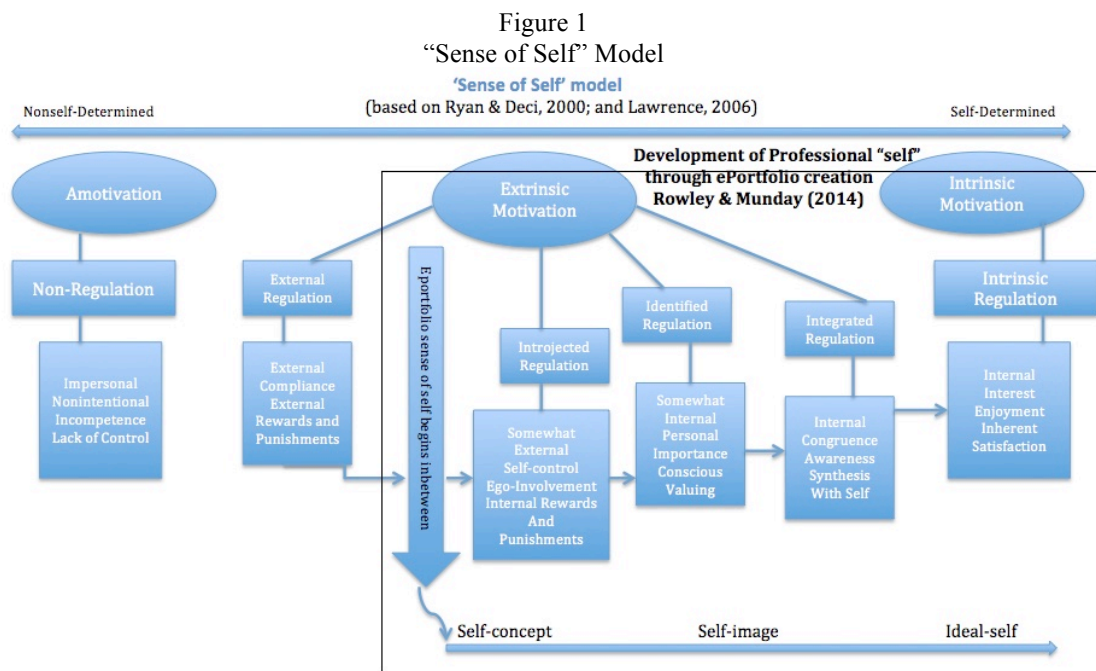 Figure 1
“Sense of Self” Model
‘Sense of Self’ model
(based on Ryan & Deci, 2000; and Lawrence, 2006)
Nonself-Determined
Self-Determined
Development of Professional “self”
through ePortfolio creation
Rowley & Munday (2014)
Amotivation
Extrinsic
Motivation
Intrinsic
Motivation
Non-Regulation
External
Regulation
Introjected
Regulation
Identified
Regulation
Integrated
Regulation
Intrinsic
Regulation
Impersonal
Nonintentional
Incompetence
Lack of Control
External
Compliance
External
Rewards and
Punishments
Eportfolio sense of self begins inbetween
Somewhat
External
Self-control
Ego-Involvement
Internal Rewards
And
Punishments
Somewhat
Internal
Personal
Importance
Conscious
Valuing
Internal
Congruence
Awareness
Synthesis
With Self
Internal
Interest
Enjoyment
Inherent
Satisfaction
Self-concept
Self-image
Ideal-self